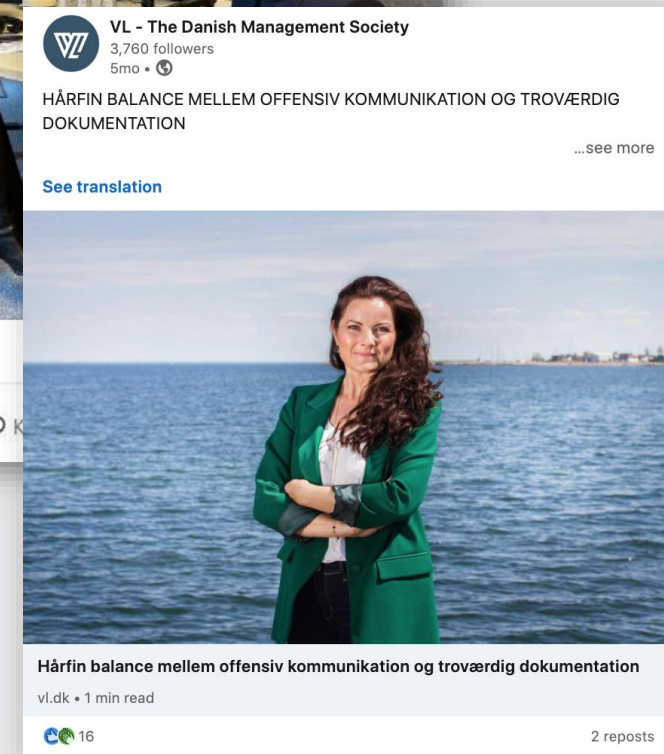 VL - The Danish Management Society
3,760 followers
5mo •
HÅRFIN BALANCE MELLEM OFFENSIV KOMMUNIKATION OG TROVÆRDIG
DOKUMENTATION
...see more
See translation
K
Hårfin balance mellem offensiv kommunikation og troværdig dokumentation
vl.dk • 1 min read
16
2 reposts